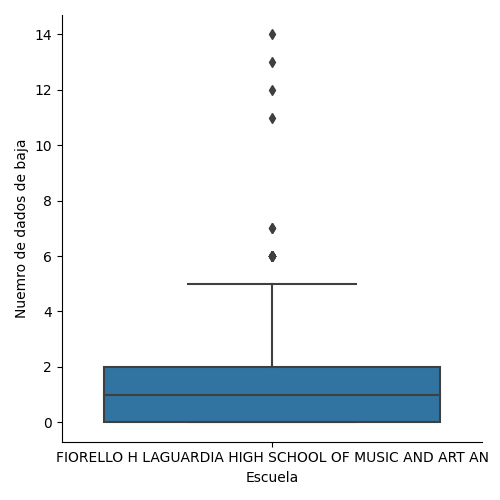 14
12
10
8
6
4
2
0
Nuemro de dados de baja
FIORELLO H LAGUARDIA HIGH SCHOOL OF MUSIC AND ART AN
Escuela